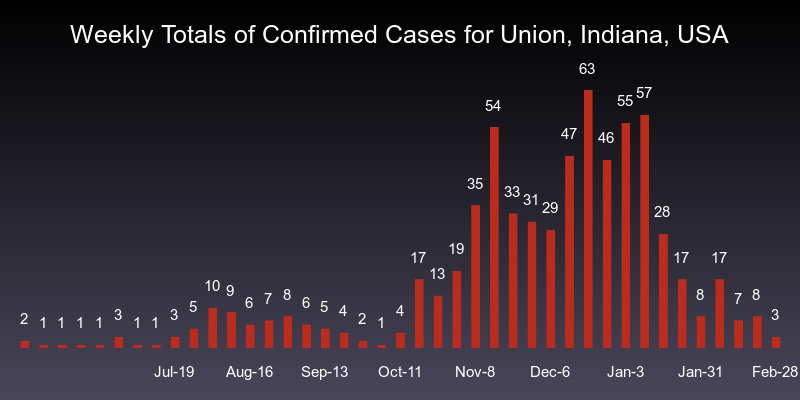 Weekly Totals of Confirmed Cases for Union, Indiana, USA
2 1 1 1 1 3 1 1 3 5 10 9 6 7 8 6 5 4 2 1 4 17 13 19 35 54 33 31 29 47 63 46 55 57 28 17 8 17 7 8 3
Jul-19 Aug-16 Sep-13 Oct-11 Nov-8 Dec-6 Jan-3 Jan-31 Feb-28